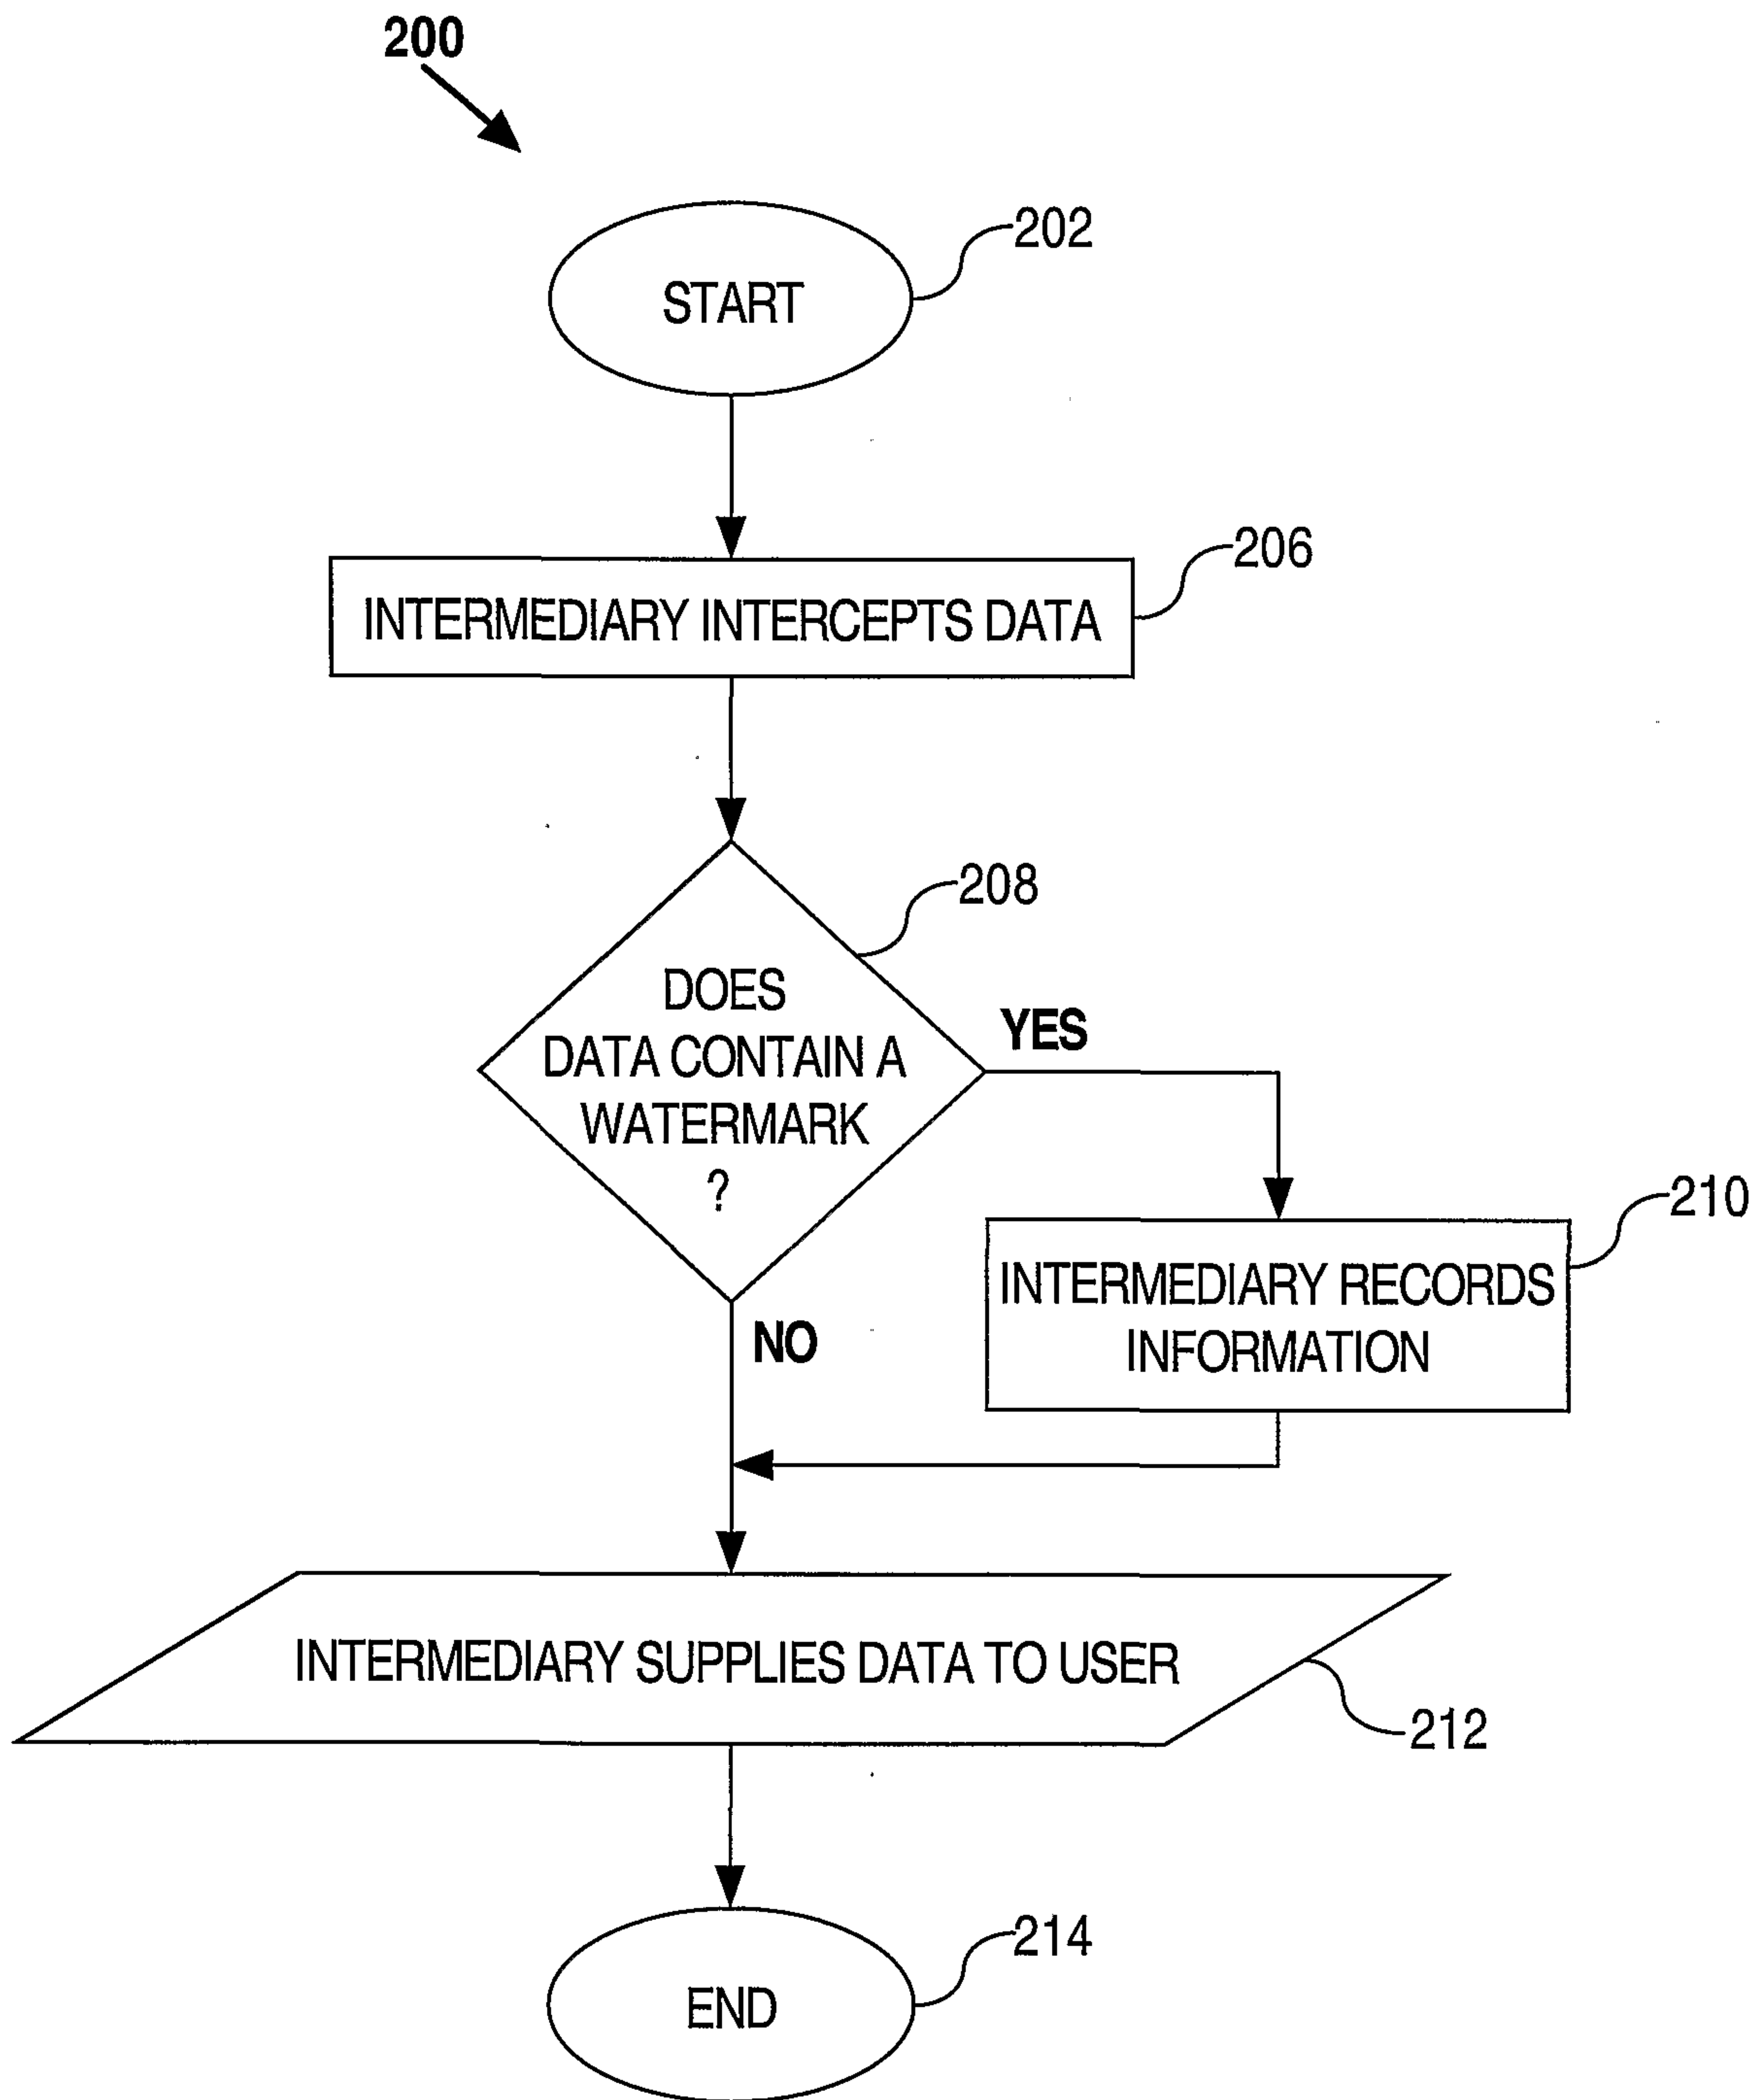 200
202
START
206
INTERMEDIARY INTERCEPTS DATA
208
DOES
DATA CONTAIN A
WATERMARK
?
YES
210
INTERMEDIARY RECORDS
INFORMATION
NO
INTERMEDIARY SUPPLIES DATA TO USER
212
214
END